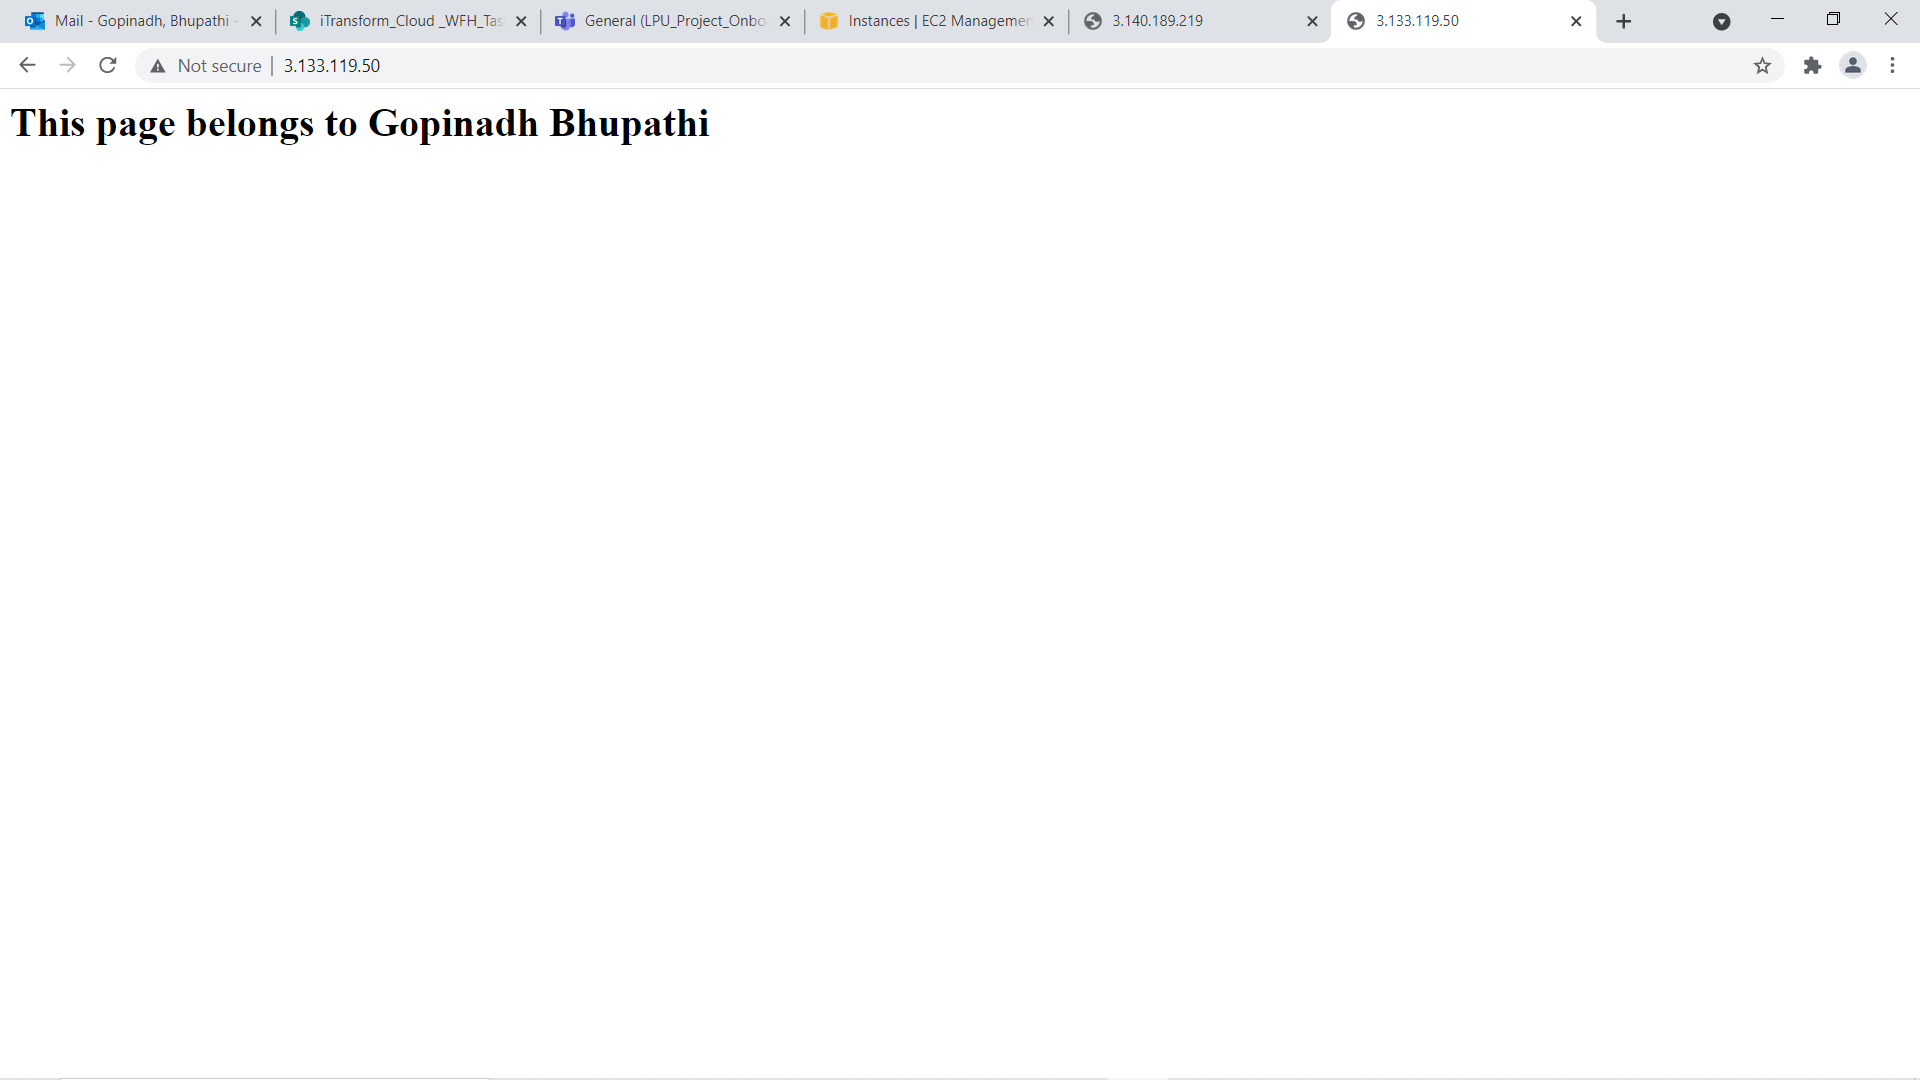 Mail - Gopinadh, Bhupathi -
iTransform_Cloud _WFH_Tas
General (LPU_Project_Onbo
Instances | EC2 Managemen
3.140.189.219
3.133.119.50
Not secure
3.133.119.50
This page belongs to Gopinadh Bhupathi